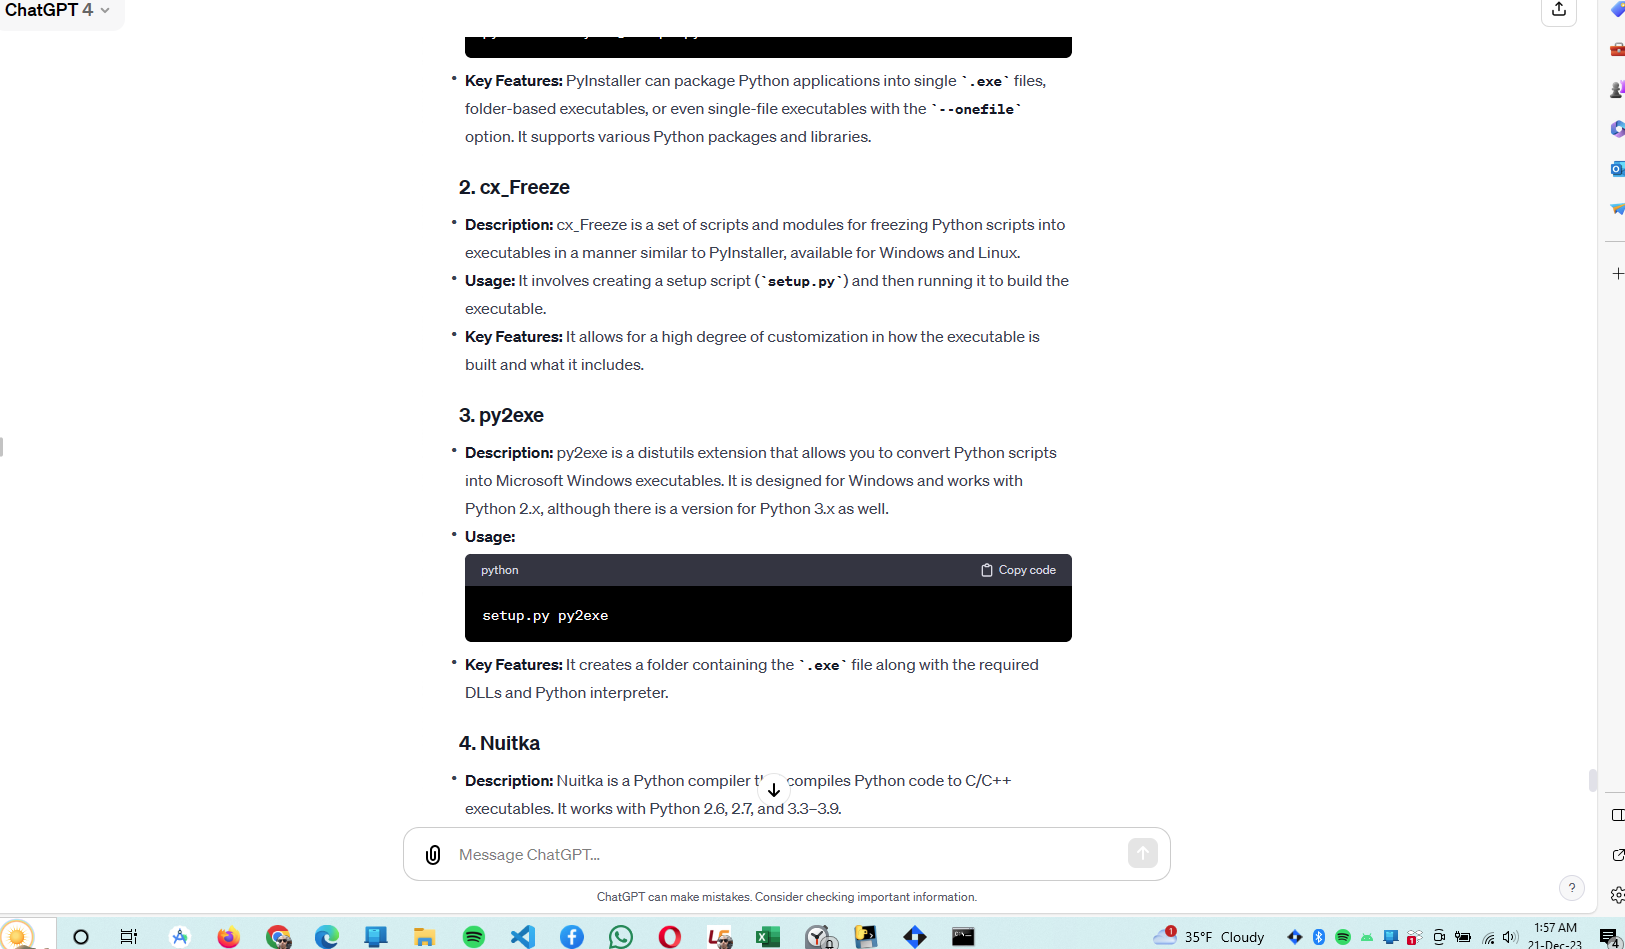 ChatGPT 4
Key Features: PyInstaller can package Python applications into single `.exe` files,
folder-based executables, or even single-file executables with the `--onefile`
option. It supports various Python packages and libraries.
2. cx_Freeze
Description: cx_Freeze is a set of scripts and modules for freezing Python scripts into
executables in a manner similar to PyInstaller, available for Windows and Linux.
Usage: It involves creating a setup script (`setup.py`) and then running it to build the
executable.
Key Features: It allows for a high degree of customization in how the executable is
built and what it includes.
3. py2exe
Description: py2exe is a distutils extension that allows you to convert Python scripts
into Microsoft Windows executables. It is designed for Windows and works with
Python 2.x, although there is a version for Python 3.x as well.
Usage:
python Copy code
setup.py py2exe
Key Features: It creates a folder containing the `.exe` file along with the required
DLLs and Python interpreter.
4. Nuitka
Description: Nuitka is a Python compiler compiles Python code to C/C++
executables. It works with Python 2.6, 2.7, and 3.3–3.9.
Message ChatGPT...
ChatGPT can make mistakes. Consider checking important information.
?
1 35°F Cloudy 1:57 AM
21-Dec-23 4